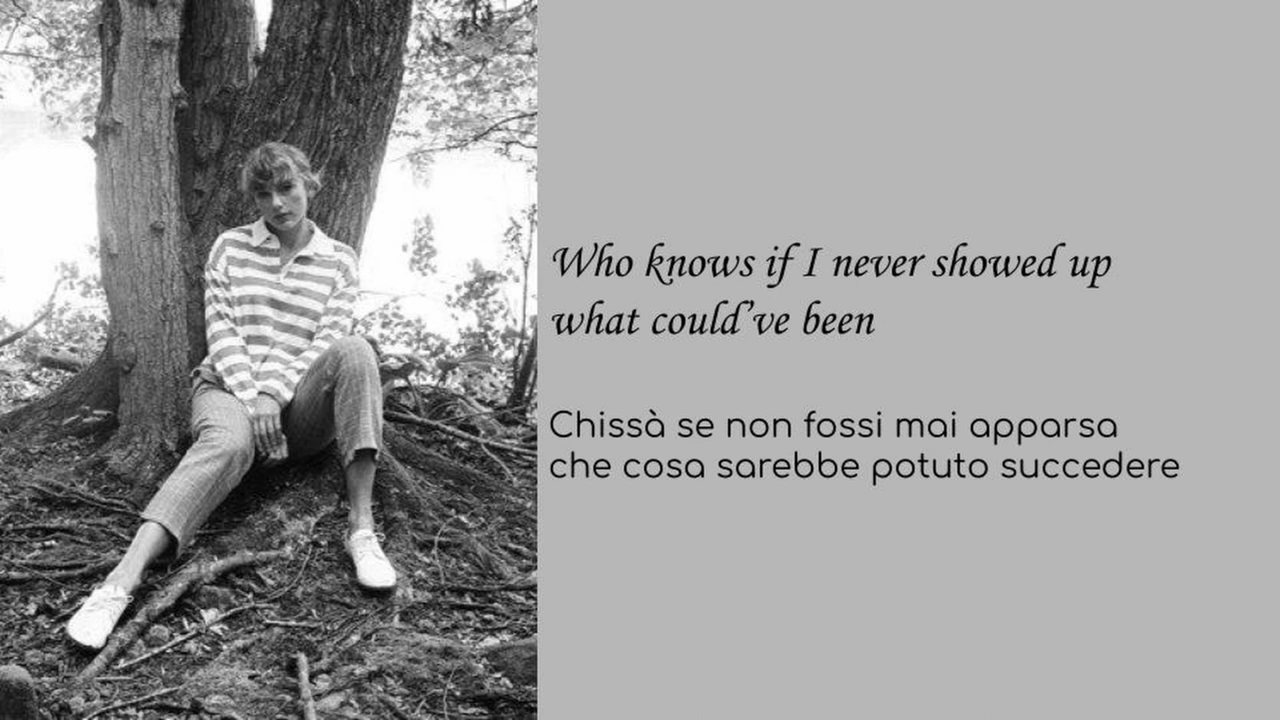 Who knows if I never showed up
what could’ve been
Chissà se non fossi mai apparsa
che cosa sarebbe potuto succedere